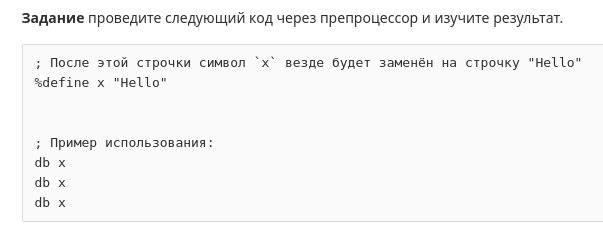 Задание проведите следующий код через препроцессор и изучите результат.
; После этой строчки символ `x` везде будет заменён на строчку "Hello"
%define x "Hello"
; Пример использования:
db x
db x
db x